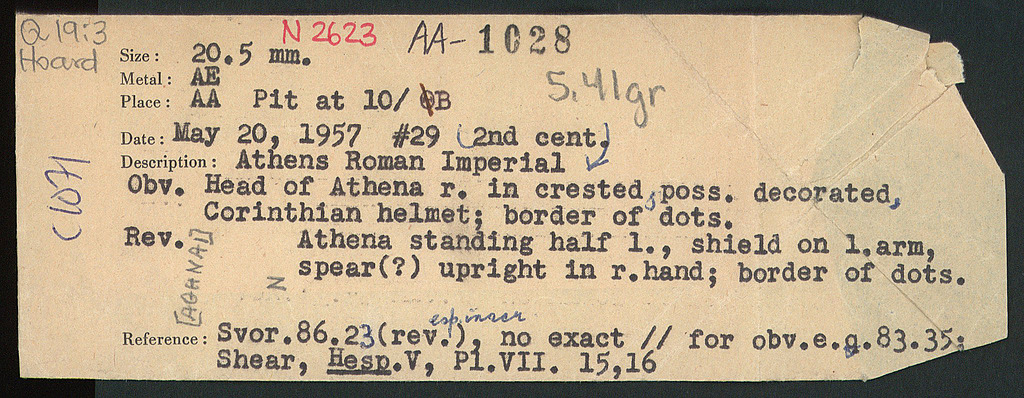 Q 19:3
Hoard
N 2623
AA-1028
Size: 20.5 mm.
Metal: AE
5.41gr
Place: AA Pit at 10/ B
Date: May 20, 1957 #29 (2nd cent.)
Description: Athens Roman Imperial
Obv. Head of Athena r. in crested, poss. decorated,
Corinthian helmet; border of dots.
Rev. Athena standing half l., shield on l.arm,
spear(?) upright in r.hand; border of dots.
[AΘHNAI]
N
Reference: Svor.86.23(rev.), no exact // for obv.e.g.83.35;
Shear, Hesp.V, Pl.VII. 15,16